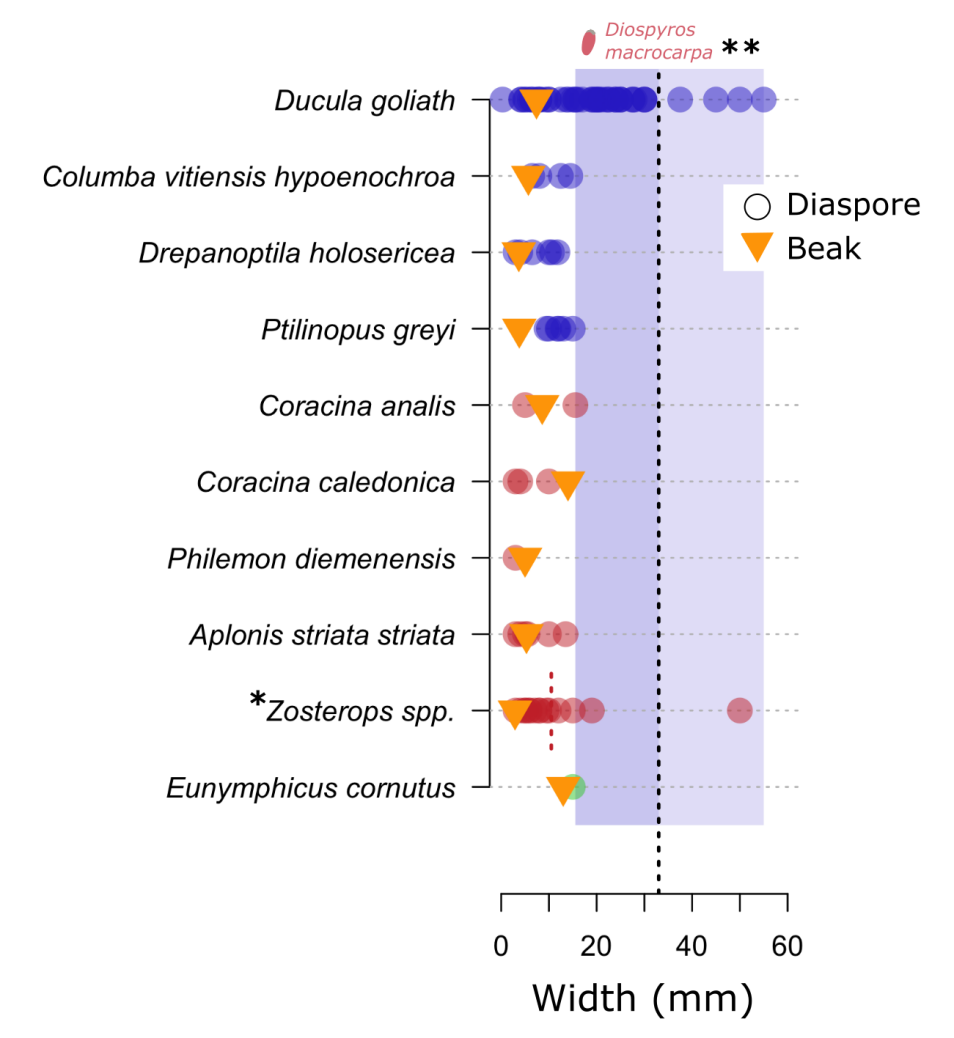 Diospyros
macrocarpa **
Ducula goliath
Columba vitiensis hypoenochroa
Diaspore
Beak
Drepanoptila holosericea
Ptilinopus greyi
Coracina analis
Coracina caledonica
Philemon diemenensis
Aplonis striata striata
*Zosterops spp.
Eunymphicus cornutus
0 20 40 60
Width (mm)